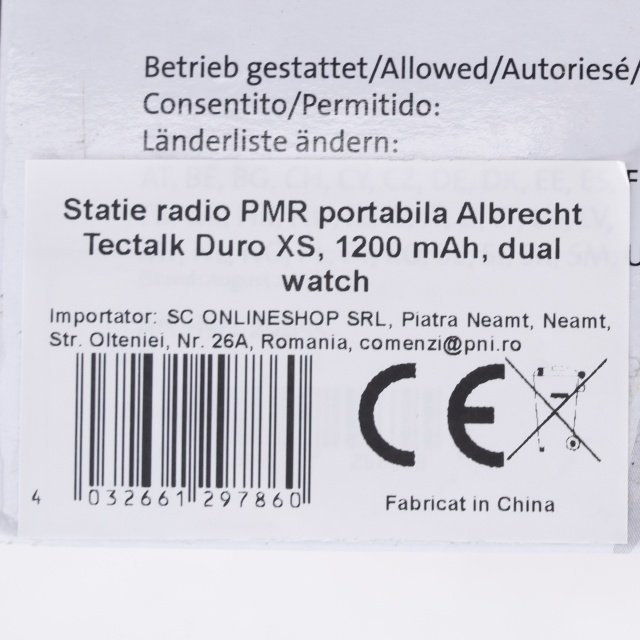 Betrieb gestattet/Allowed/Autoriesé/
Consentito/Permitido:
Länderliste ändern:
Statie radio PMR portabila Albrecht
Tectalk Duro XS, 1200 mAh, dual
watch
Importator: SC ONLINESHOP SRL, Piatra Neamt, Neamt,
Str. Olteniei, Nr. 26A, Romania, comenzi@pni.ro
CE
4 032661 297860
Fabricat in China